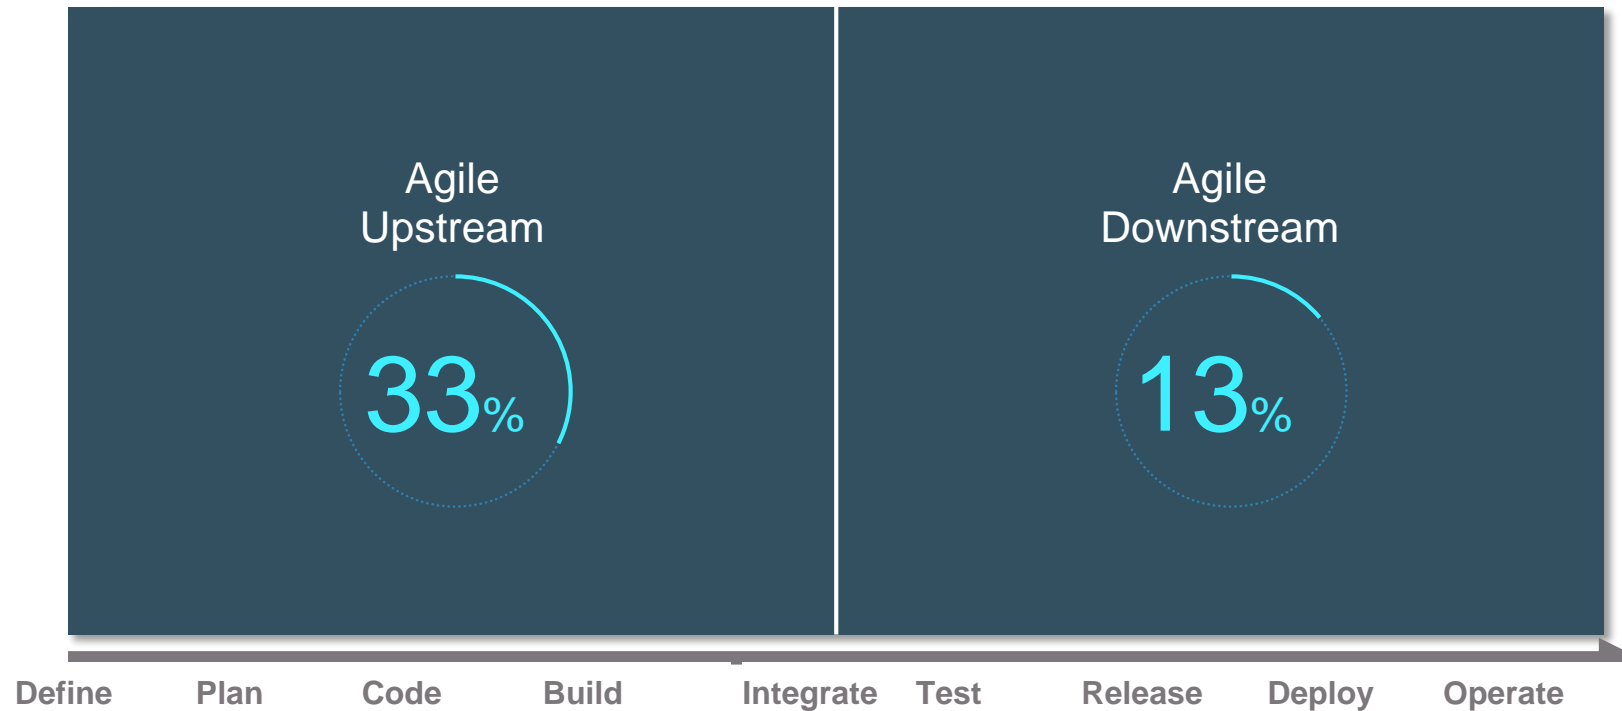 Agile
Upstream
33%
Agile
Downstream
13%
Define Plan Code Build Integrate Test Release Deploy Operate